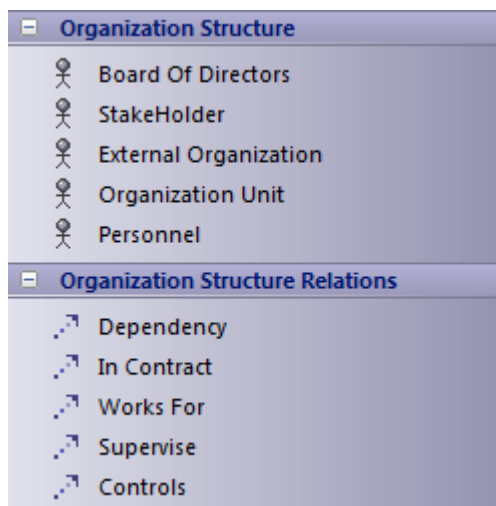 Organization Structure
Board Of Directors
StakeHolder
External Organization
Organization Unit
Personnel
Organization Structure Relations
Dependency
In Contract
Works For
Supervise
Controls